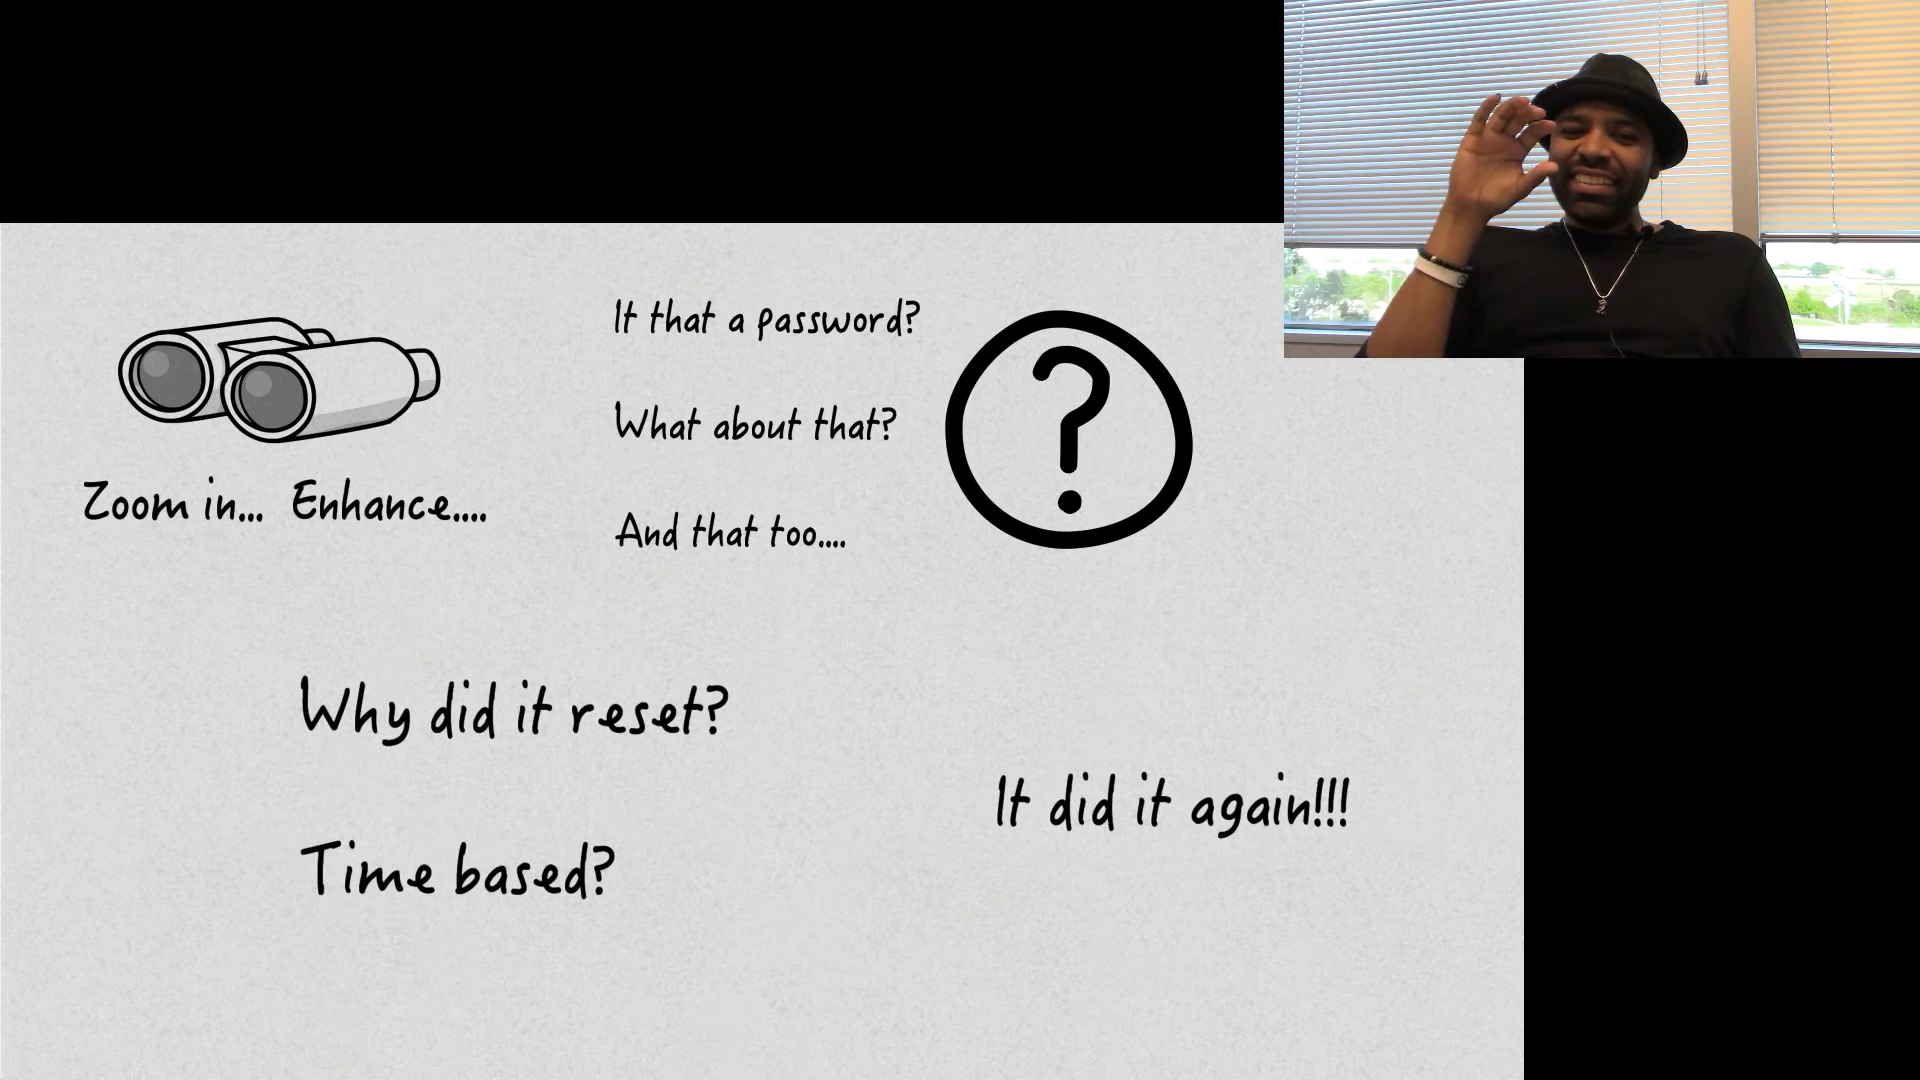 It that a password?
What about that?
Zoom in... Enhance....
And that too....
Why did it reset?
It did it again!!!
Time based?